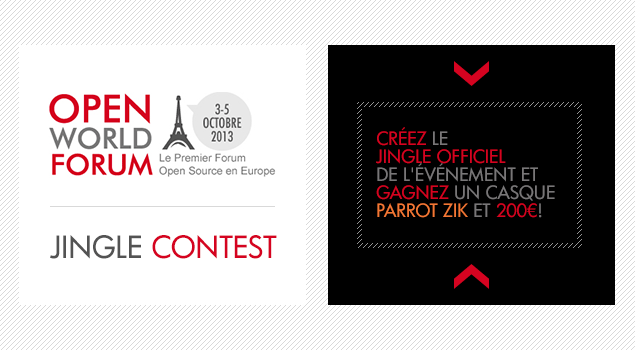 OPEN
WORLD
FORUM
3-5
OCTOBRE
2013
Le Premier Forum
Open Source en Europe
JINGLE CONTEST
CRÉEZ LE
JINGLE OFFICIEL
DE L'ÉVÉNEMENT ET
GAGNEZ UN CASQUE
PARROT ZIK ET 200€!